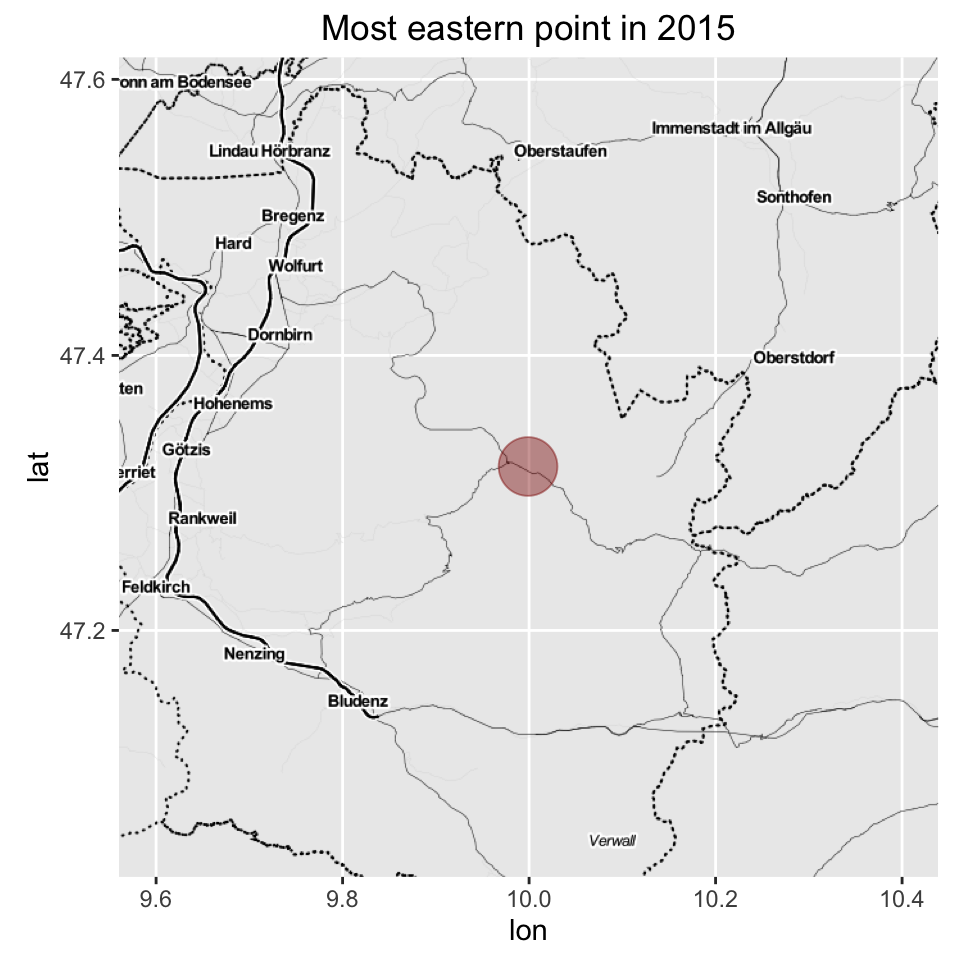 Most eastern point in 2015
47.6
onn am Bodensee
Immenstadt im Allgäu
Lindau Hörbranz
Oberstaufen
Sonthofen
Bregenz
Hard
Wolfurt
Dornbirn
47.4
Oberstdorf
ten
Hohenems
Götzis
erriet
lat
Rankweil
Feldkirch
47.2
Nenzing
Bludenz
Verwall
9.6
9.8
10.0
10.2
10.4
lon